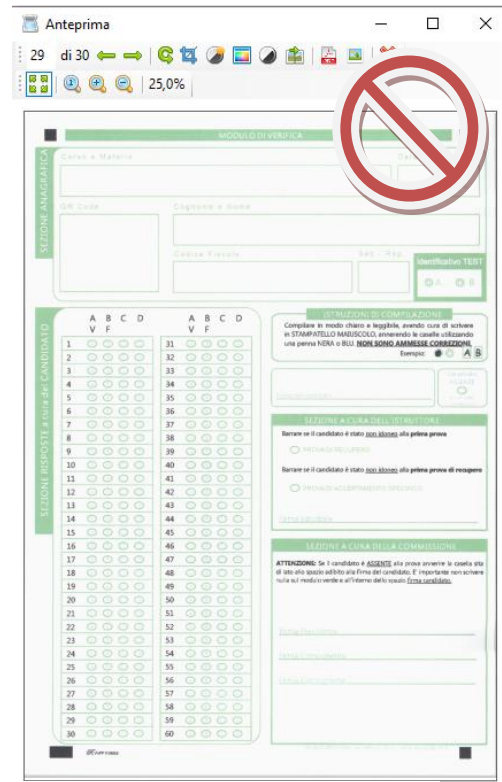 Anteprima
29 di 30
25,0%
MODULO DI VERIFICA
SEZIONE ANAGRAFICA
Corso e Materia
QR Code
Cognome e Nome
Codice Fiscale
Identificativo TEST
A B
SEZIONE RISPOSTE a cura del CANDIDATO
A B C D A B C D
V F V F
1 31
2 32
3 33
4 34
5 35
6 36
7 37
8 38
9 39
10 40
11 41
12 42
13 43
14 44
15 45
16 46
17 47
18 48
19 49
20 50
21 51
22 52
23 53
24 54
25 55
26 56
27 57
28 58
29 59
30 60
ISTRUZIONI DI COMPILAZIONE
Compilare in modo chiaro e leggibile, avendo cura di scrivere
in STAMPATELLO MAIUSCOLO, annerendo le caselle utilizzando
una penna NERA o BLU. NON SONO AMMESSE CORREZIONI.
Esempio: A B
SEZIONE A CURA DELL'ISTRUTTORE
Barrare se il candidato è stato non idoneo alla prima prova
PROVA DI RECUPERO
Barrare se il candidato è stato non idoneo alla prima prova di recupero
PROVA DI ACCERTAMENTO SPECIFICO
Firma Istruttore
SEZIONE A CURA DELLA COMMISSIONE
ATTENZIONE: Se il candidato è ASSENTE alla prova annerire la casella sita
di lato allo spazio adibito alla firma del candidato. E' importante non scrivere
nulla sul modulo verde e all'interno dello spazio firma candidato.
Firma Presidente